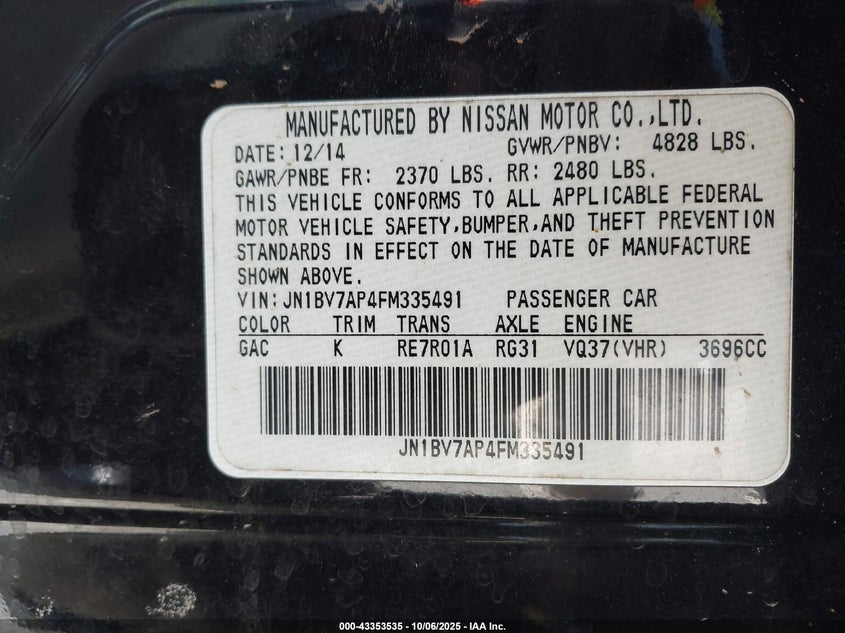 MANUFACTURED BY NISSAN MOTOR CO.,LTD.
DATE: 12/14 GVWR/PNBV: 4828 LBS.
GAWR/PNBE FR: 2370 LBS. RR: 2480 LBS.
THIS VEHICLE CONFORMS TO ALL APPLICABLE FEDERAL
MOTOR VEHICLE SAFETY,BUMPER,AND THEFT PREVENTION
STANDARDS IN EFFECT ON THE DATE OF MANUFACTURE
SHOWN ABOVE.
VIN: JN1BV7AP4FM335491 PASSENGER CAR
COLOR TRIM TRANS AXLE ENGINE
GAC K RE7R01A RG31 VQ37(VHR) 3696CC
JN1BV7AP4FM335491
000-43353535 - 10/06/2025 - IAA Inc.